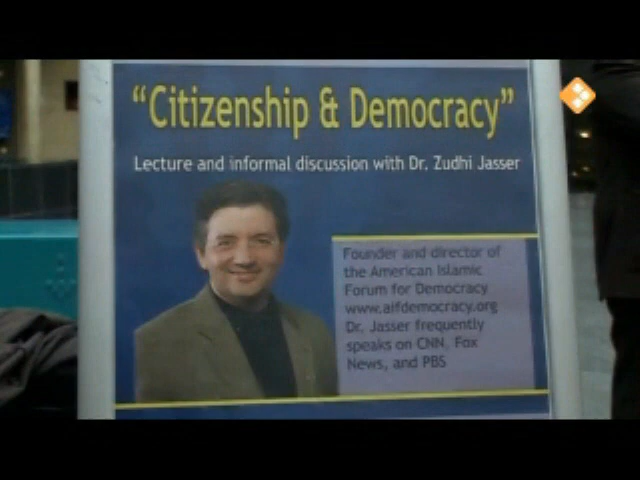 "Citizenship & Democracy"
Lecture and informal discussion with Dr. Zudhi Jasser
Founder and director of
the American Islamic
Forum for Democracy
www.aifdemocracy.org
Dr. Jasser frequently
speaks on CNN, Fox
News, and PBS